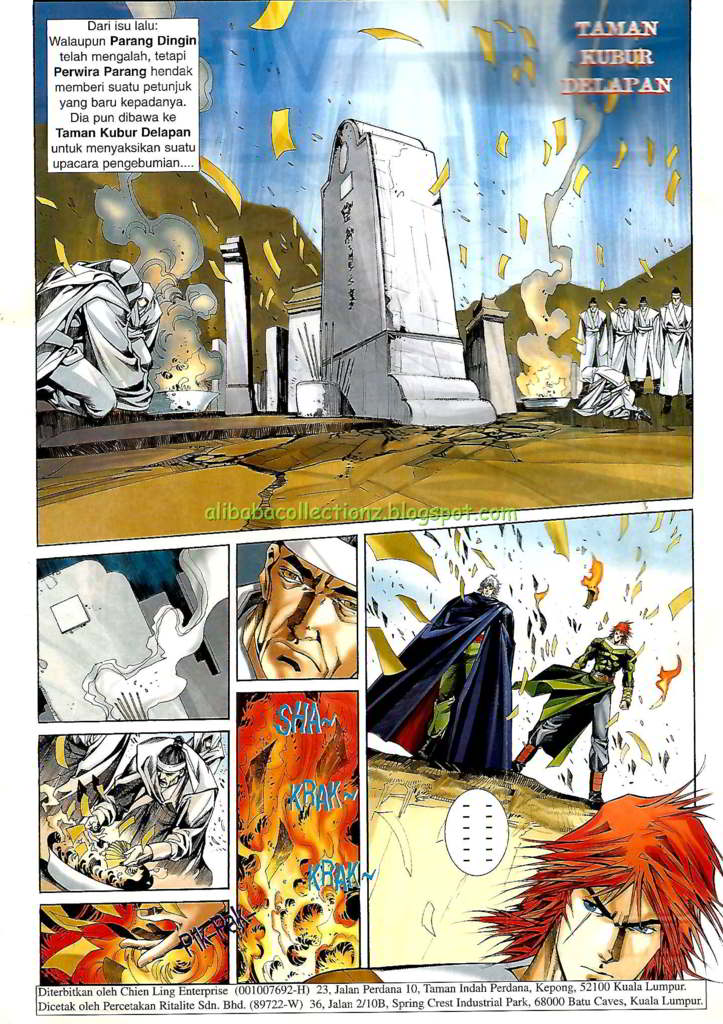 Dari isu lalu:
Walaupun Parang Dingin
telah mengalah, tetapi
Perwira Parang hendak
memberi suatu petunjuk
yang baru kepadanya.
Dia pun dibawa ke
Taman Kubur Delapan
untuk menyaksikan suatu
upacara pengebumian....
TAMAN
KUBUR
DELAPAN
alibabacollectionz.blogspot.com
SHA~
KRAK~
KRAK~
PIK-PAK
Diterbitkan oleh Chien Ling Enterprise (001007692-H) 23, Jalan Perdana 10, Taman Indah Perdana, Kepong, 52100 Kuala Lumpur.
Dicetak oleh Percetakan Ritalite Sdn. Bhd. (89722-W) 36, Jalan 2/10B, Spring Crest Industrial Park, 68000 Batu Caves, Kuala Lumpur.